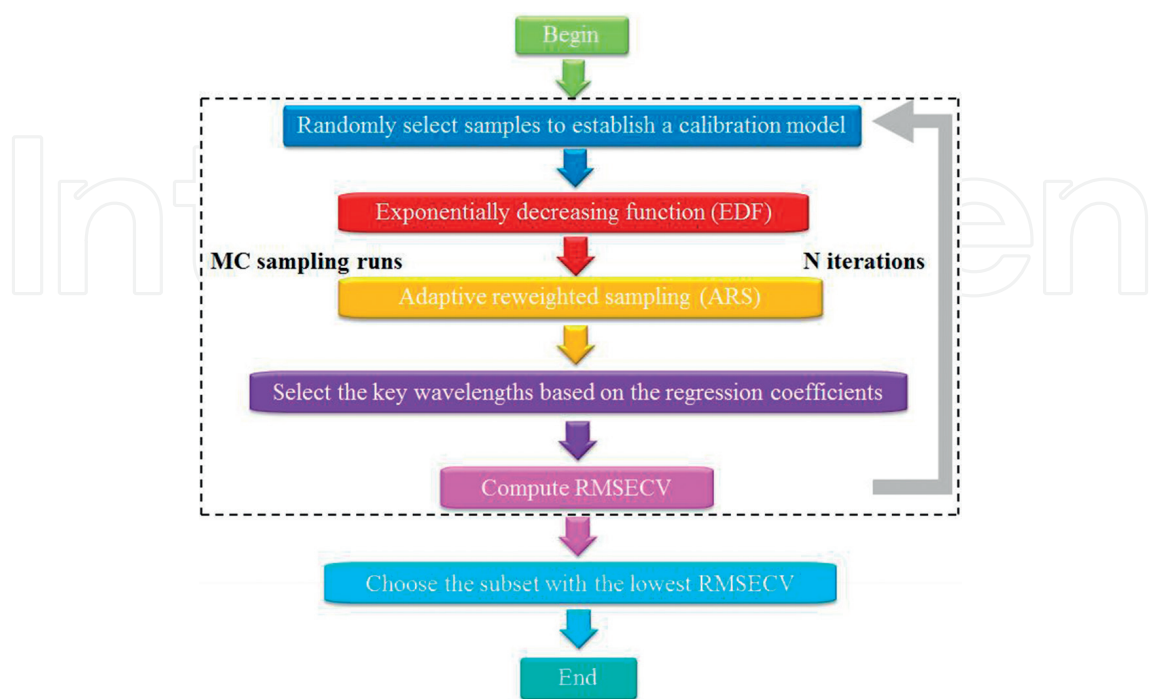 Begin
Randomly select samples to establish a calibration model
Exponentially decreasing function (EDF)
MC sampling runs
N iterations
Adaptive reweighted sampling (ARS)
Select the key wavelengths based on the regression coefficients
Compute RMSECV
Choose the subset with the lowest RMSECV
End